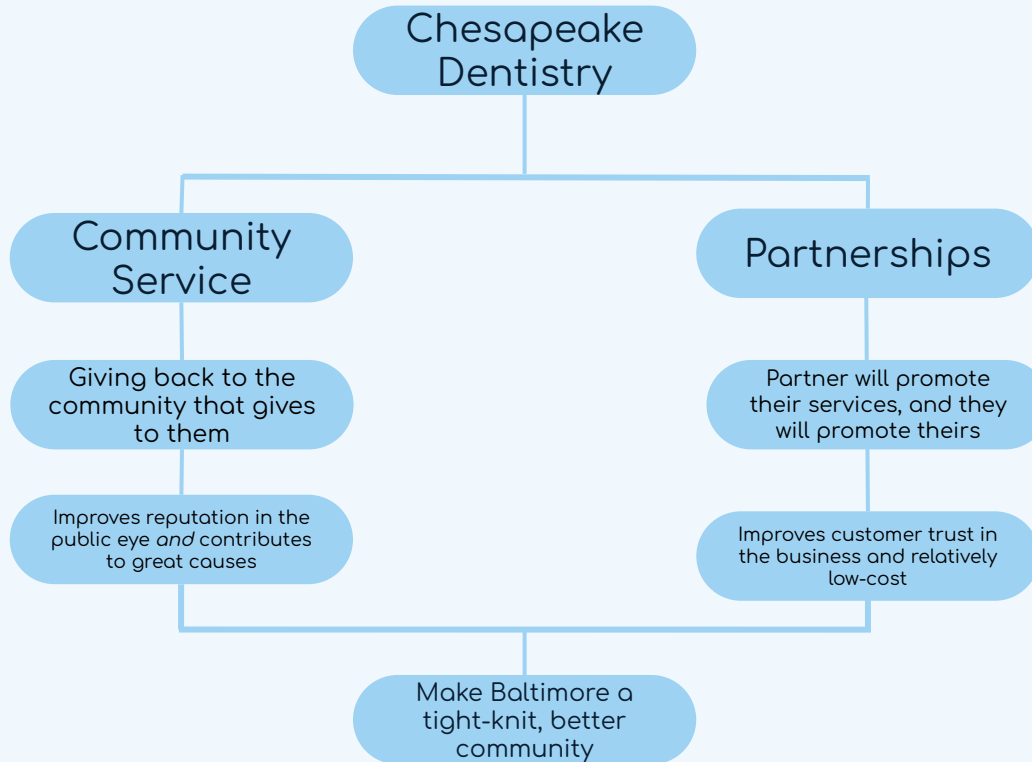 Chesapeake
Dentistry
Community
Service
Partnerships
Giving back to the
community that gives
to them
Partner will promote
their services, and they
will promote theirs
Improves reputation in the
public eye and contributes
to great causes
Improves customer trust in
the business and relatively
low-cost
Make Baltimore a
tight-knit, better
community